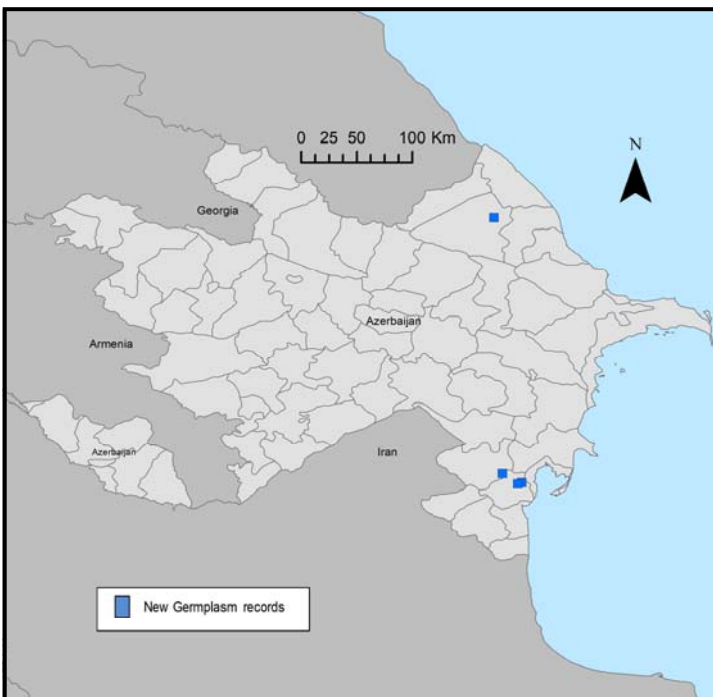 0 25 50 100 Km
N
Georgia
Azerbaijan
Armenia
Azerbaijan
Iran
New Germplasm records